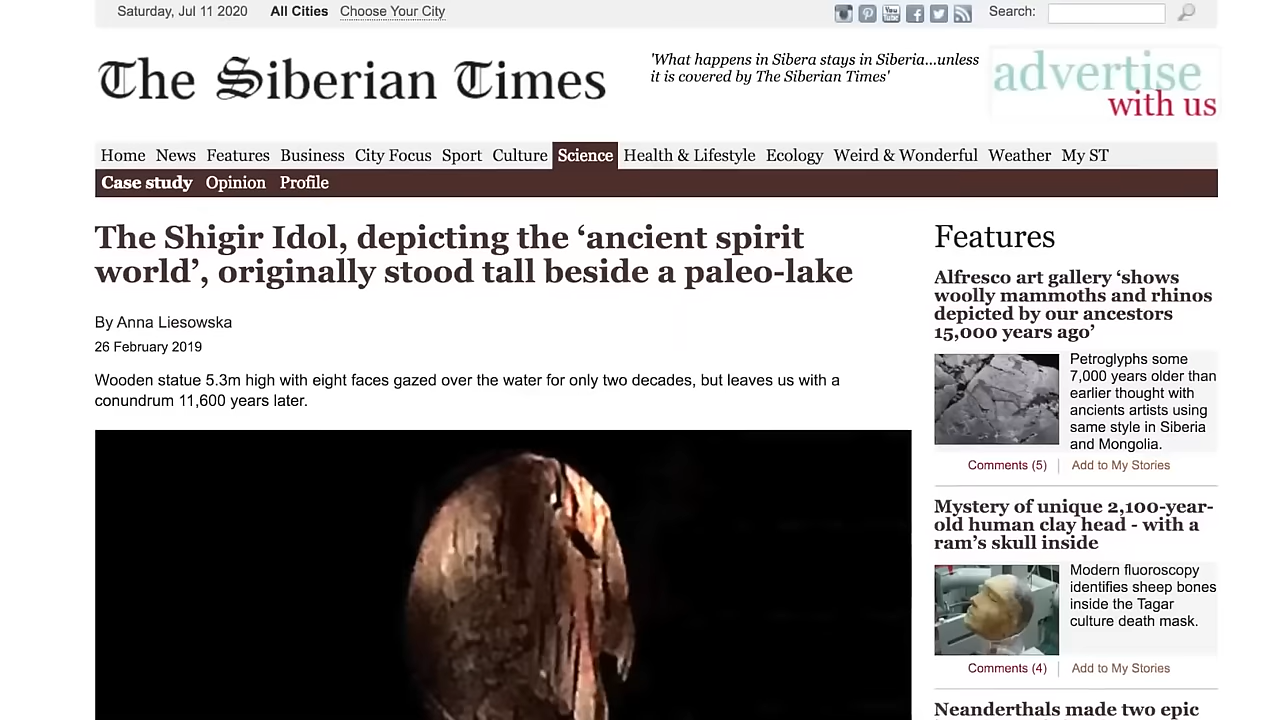 Saturday, Jul 11 2020 All Cities Choose Your City
Search:
The Siberian Times
'What happens in Sibera stays in Siberia...unless
it is covered by The Siberian Times'
advertise
with us
Home News Features Business City Focus Sport Culture Science Health & Lifestyle Ecology Weird & Wonderful Weather My ST
Case study Opinion Profile
The Shigir Idol, depicting the ‘ancient spirit
world’, originally stood tall beside a paleo-lake
By Anna Liesowska
26 February 2019
Wooden statue 5.3m high with eight faces gazed over the water for only two decades, but leaves us with a
conundrum 11,600 years later.
Features
Alfresco art gallery ‘shows
woolly mammoths and rhinos
depicted by our ancestors
15,000 years ago’
Petroglyphs some
7,000 years older than
earlier thought with
ancients artists using
same style in Siberia
and Mongolia.
Comments (5) Add to My Stories
Mystery of unique 2,100-year-
old human clay head - with a
ram’s skull inside
Modern fluoroscopy
identifies sheep bones
inside the Tagar
culture death mask.
Comments (4) Add to My Stories
Neanderthals made two epic